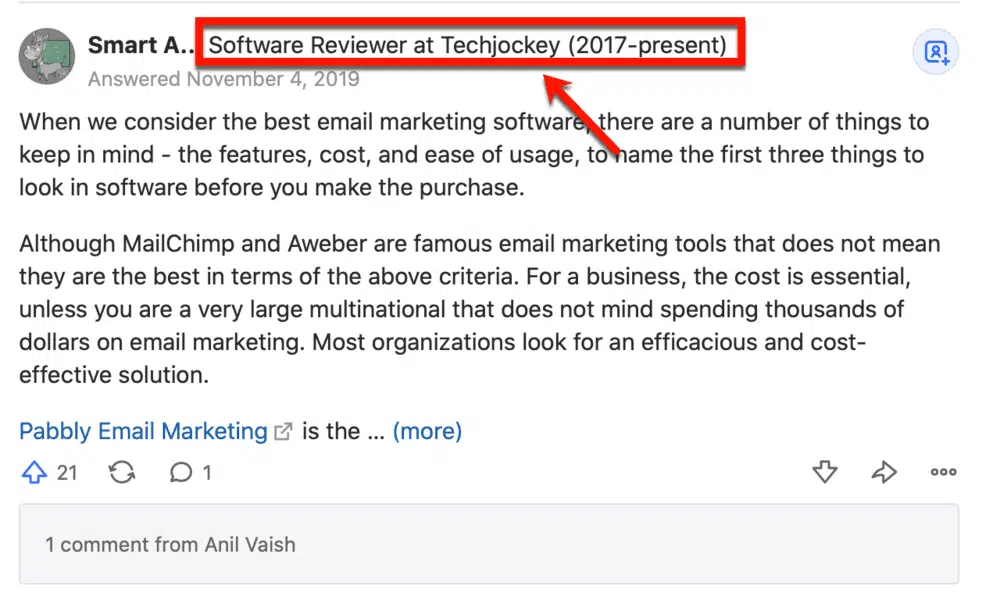 Smart A.. Software Reviewer at Techjockey (2017-present)
Answered November 4, 2019
When we consider the best email marketing software, there are a number of things to
keep in mind - the features, cost, and ease of usage, to name the first three things to
look in software before you make the purchase.
Although MailChimp and Aweber are famous email marketing tools that does not mean
they are the best in terms of the above criteria. For a business, the cost is essential,
unless you are a very large multinational that does not mind spending thousands of
dollars on email marketing. Most organizations look for an efficacious and cost-
effective solution.
Pabbly Email Marketing is the ... (more)
21 1
1 comment from Anil Vaish